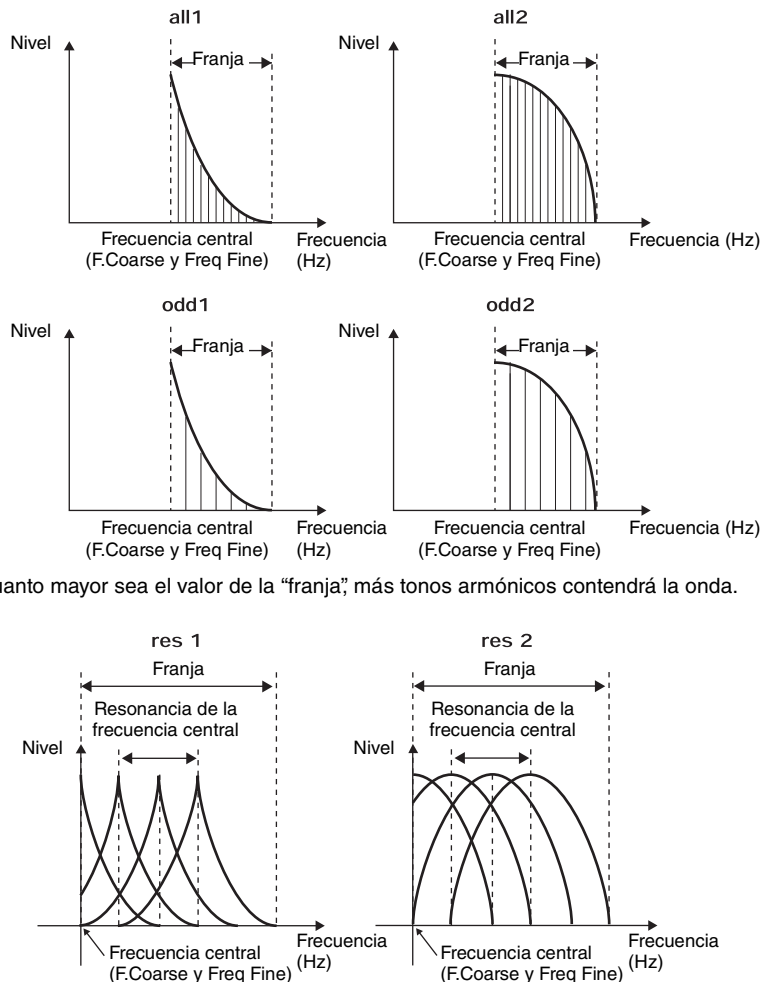 all1
all2
Nivel
Franja
Nivel
Franja
Frecuencia central
(F.Coarse y Freq Fine)
Frecuencia
(Hz)
Frecuencia central
(F.Coarse y Freq Fine)
Frecuencia (Hz)
odd1
odd2
Nivel
Franja
Nivel
Franja
Frecuencia central
(F.Coarse y Freq Fine)
Frecuencia
(Hz)
Frecuencia central
(F.Coarse y Freq Fine)
Frecuencia (Hz)
uanto mayor sea el valor de la “franja”, más tonos armónicos contendrá la onda.
res 1
res 2
Franja
Franja
Resonancia de la
frecuencia central
Resonancia de la
frecuencia central
Nivel
Nivel
Frecuencia central
(F.Coarse y Freq Fine)
Frecuencia
(Hz)
Frecuencia central
(F.Coarse y Freq Fine)
Frecuencia
(Hz)